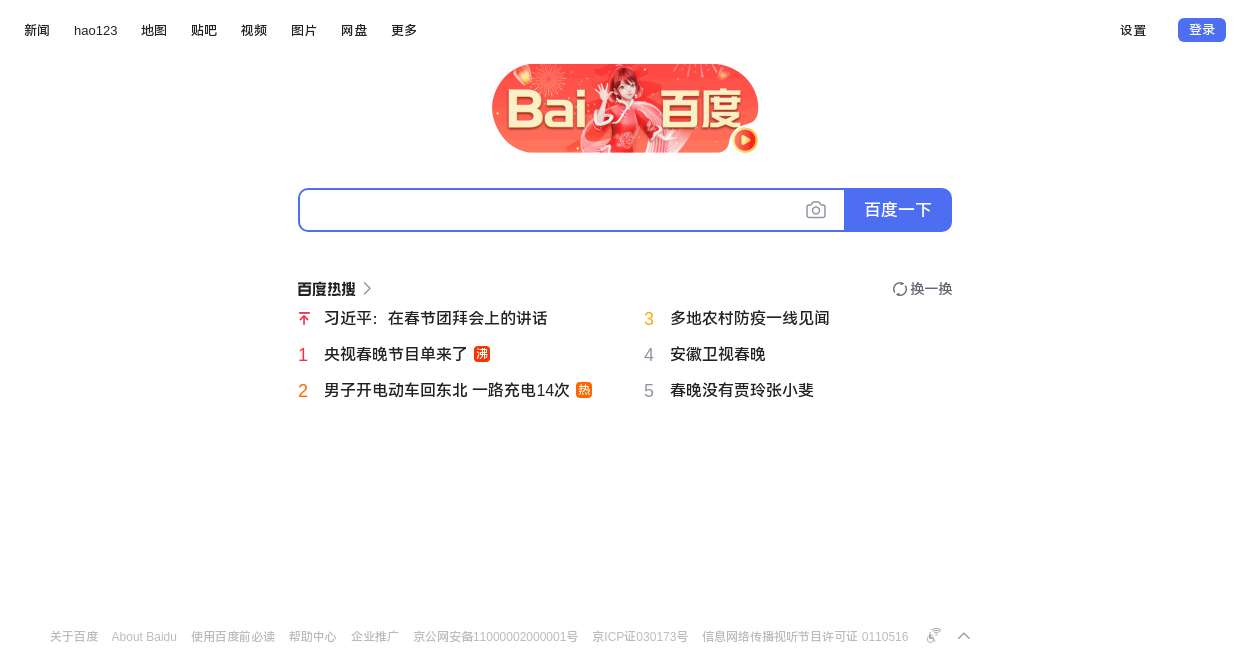 新闻 hao123 地图 贴吧 视频 图片 网盘 更多 设置 登录
Bai 百度
百度一下
百度热搜 换一换
习近平：在春节团拜会上的讲话
1 央视春晚节目单来了 沸
2 男子开电动车回东北 一路充电14次 热
3 多地农村防疫一线见闻
4 安徽卫视春晚
5 春晚没有贾玲张小斐
关于百度 About Baidu 使用百度前必读 帮助中心 企业推广 京公网安备11000002000001号 京ICP证030173号 信息网络传播视听节目许可证 0110516